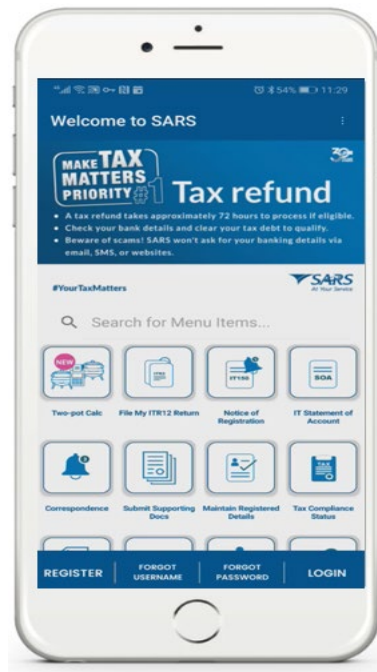 54% 11:29
Welcome to SARS
MAKE TAX
MATTERS
PRIORITY #1
Tax refund
• A tax refund takes approximately 72 hours to process if eligible.
• Check your bank details and clear your tax debt to qualify.
• Beware of scams! SARS won't ask for your banking details via
email, SMS, or websites.
#YourTaxMatters
SARS
At Your Service
Search for Menu Items...
NEW
IT150
SOA
Two-pot Calc
File My ITR12 Return
Notice of
Registration
IT Statement of
Account
TAX
Correspondence
Submit Supporting
Docs
Maintain Registered
Details
Tax Compliance
Status
REGISTER
FORGOT
USERNAME
FORGOT
PASSWORD
LOGIN